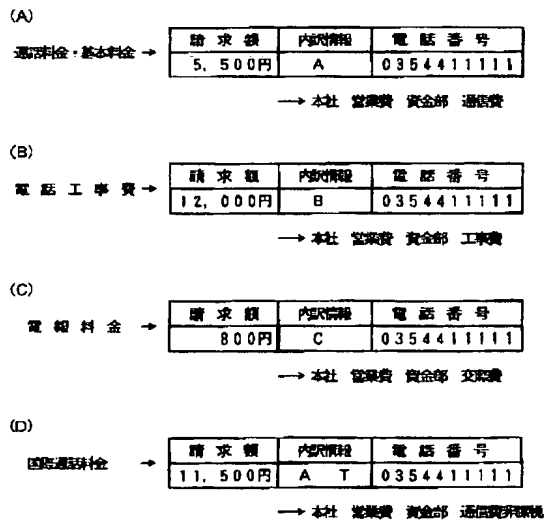 (A)
請求額 内訳情報 電話番号
通話料金・基本料金 → 5,500円 A 0354411111
→ 本社 営業費 資金部 通信費
(B)
請求額 内訳情報 電話番号
電話工事費 → 12,000円 B 0354411111
→ 本社 営業費 資金部 工事費
(C)
請求額 内訳情報 電話番号
電報料金 → 800円 C 0354411111
→ 本社 営業費 資金部 交際費
(D)
請求額 内訳情報 電話番号
国際通話料金 → 11,500円 A T 0354411111
→ 本社 営業費 資金部 通信費非課税